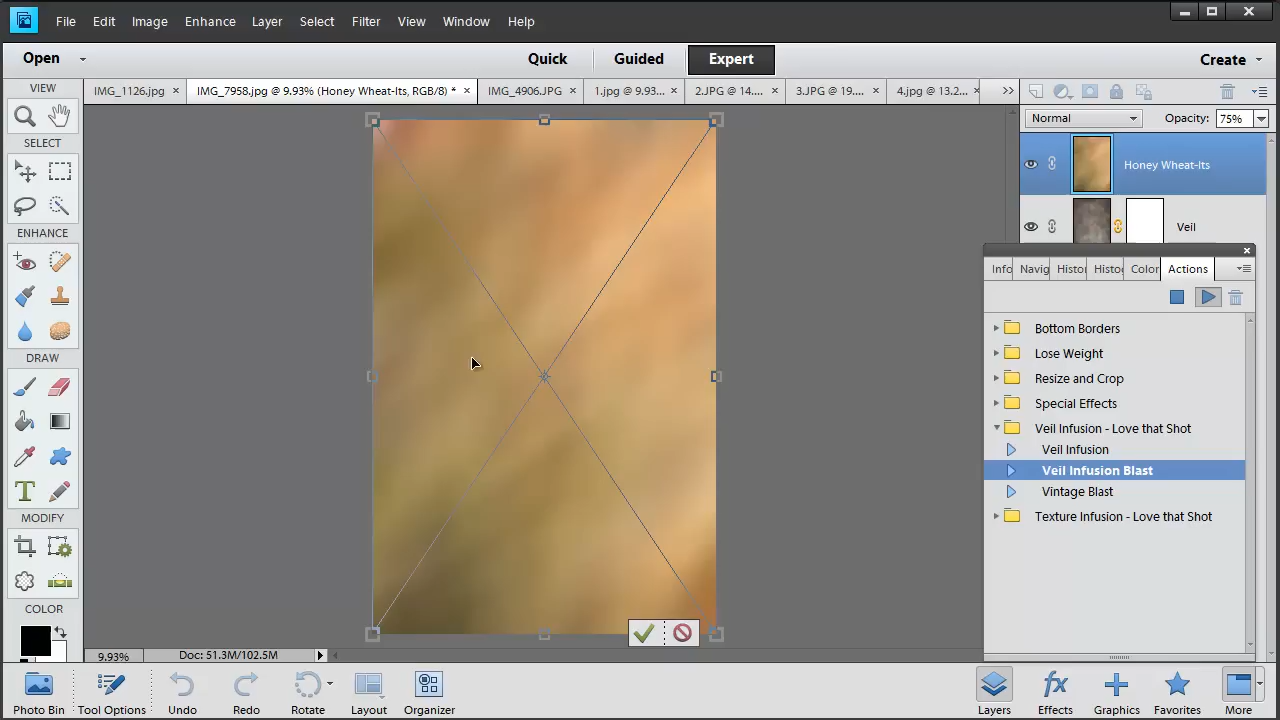 File Edit Image Enhance Layer Select Filter View Window Help
Open Quick Guided Expert Create
VIEW IMG_1126.jpg IMG_7958.jpg @ 9.93% (Honey Wheat-Its, RGB/8) * IMG_4906.JPG 1.jpg @ 9.93... 2.JPG @ 14.... 3.JPG @ 19.... 4.jpg @ 13.2...
Normal Opacity: 75%
SELECT
Honey Wheat-Its
Veil
ENHANCE
Info Navig Histor Histog Color Actions
Bottom Borders
Lose Weight
DRAW
Resize and Crop
Special Effects
Veil Infusion - Love that Shot
Veil Infusion
Veil Infusion Blast
Vintage Blast
Texture Infusion - Love that Shot
MODIFY
COLOR
9.93% Doc: 51.3M/102.5M
Photo Bin Tool Options Undo Redo Rotate Layout Organizer Layers Effects Graphics Favorites More